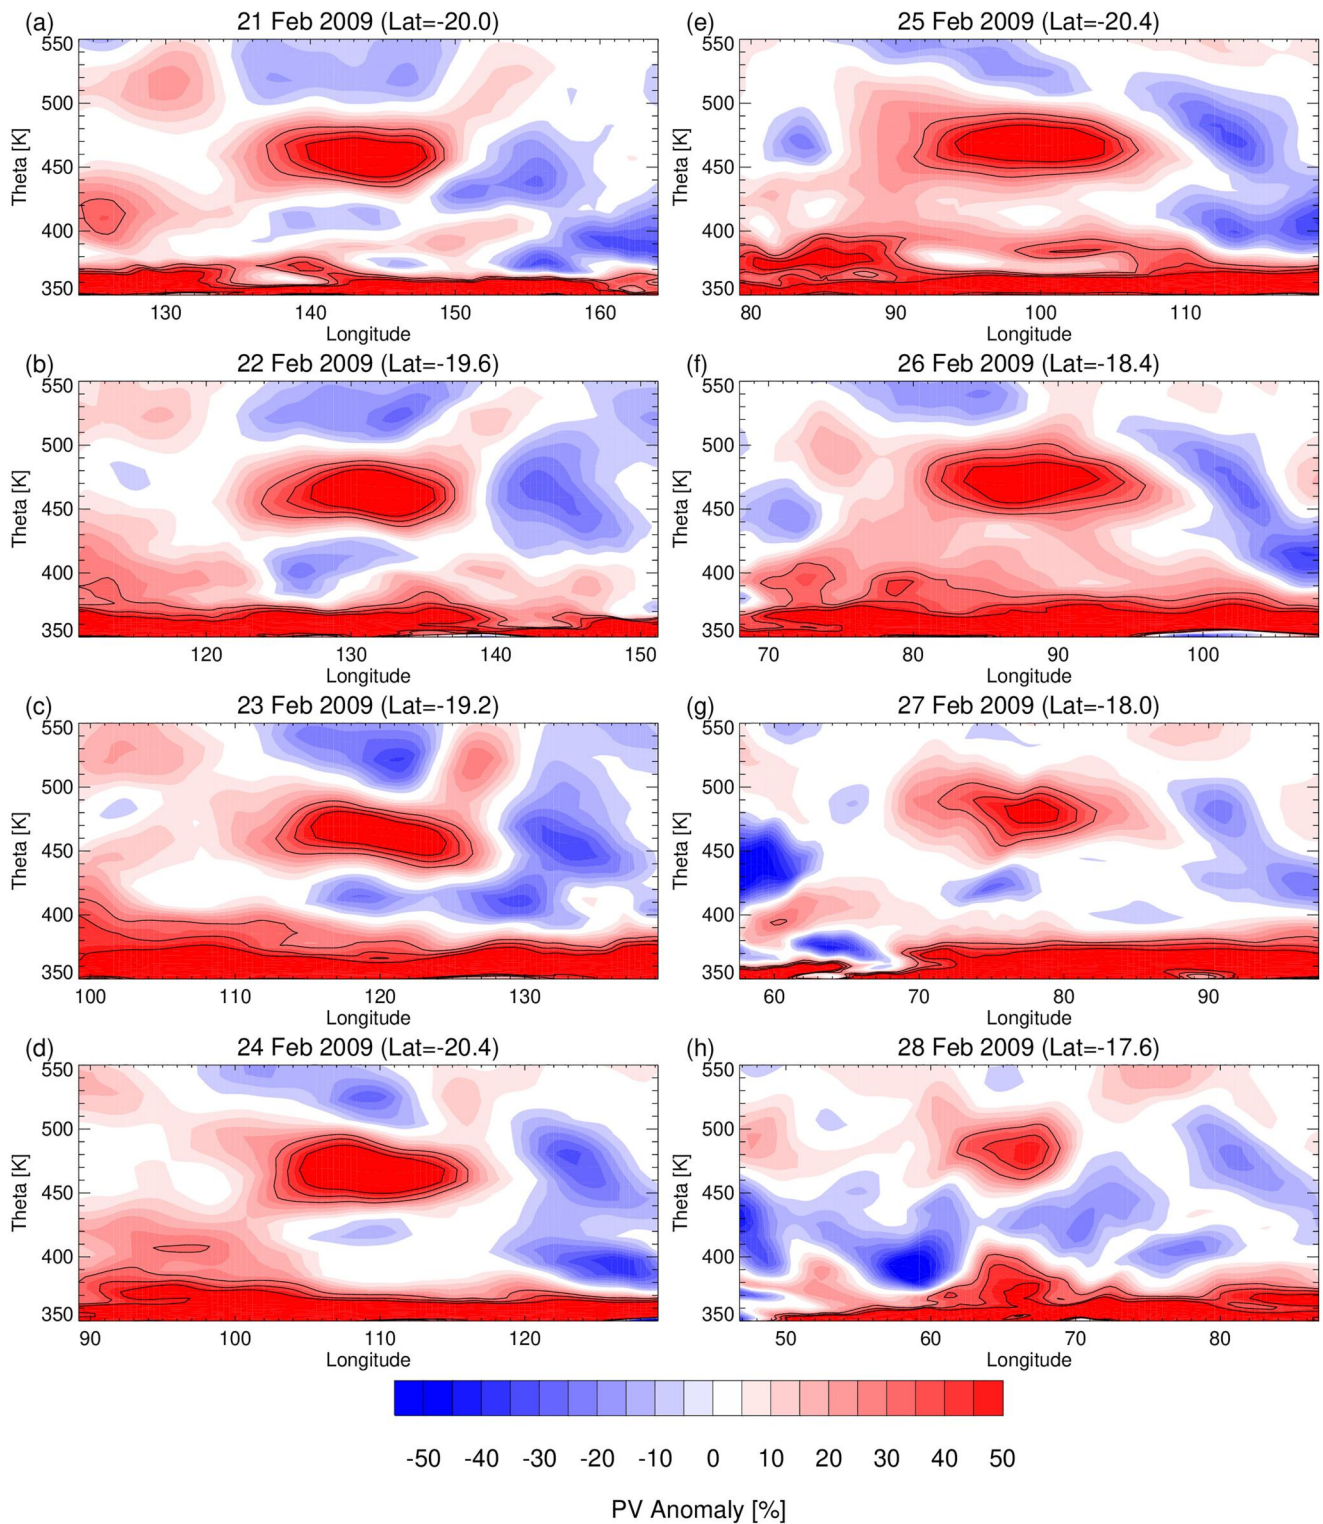 (a) 21 Feb 2009 (Lat=-20.0)
550
500
450
400
350
Theta [K]
130 140 150 160
Longitude
(b) 22 Feb 2009 (Lat=-19.6)
550
500
450
400
350
Theta [K]
120 130 140 150
Longitude
(c) 23 Feb 2009 (Lat=-19.2)
550
500
450
400
350
Theta [K]
100 110 120 130
Longitude
(d) 24 Feb 2009 (Lat=-20.4)
550
500
450
400
350
Theta [K]
90 100 110 120
Longitude
(e) 25 Feb 2009 (Lat=-20.4)
550
500
450
400
350
Theta [K]
80 90 100 110
Longitude
(f) 26 Feb 2009 (Lat=-18.4)
550
500
450
400
350
Theta [K]
70 80 90 100
Longitude
(g) 27 Feb 2009 (Lat=-18.0)
550
500
450
400
350
Theta [K]
60 70 80 90
Longitude
(h) 28 Feb 2009 (Lat=-17.6)
550
500
450
400
350
Theta [K]
50 60 70 80
Longitude
-50 -40 -30 -20 -10 0 10 20 30 40 50
PV Anomaly [%]